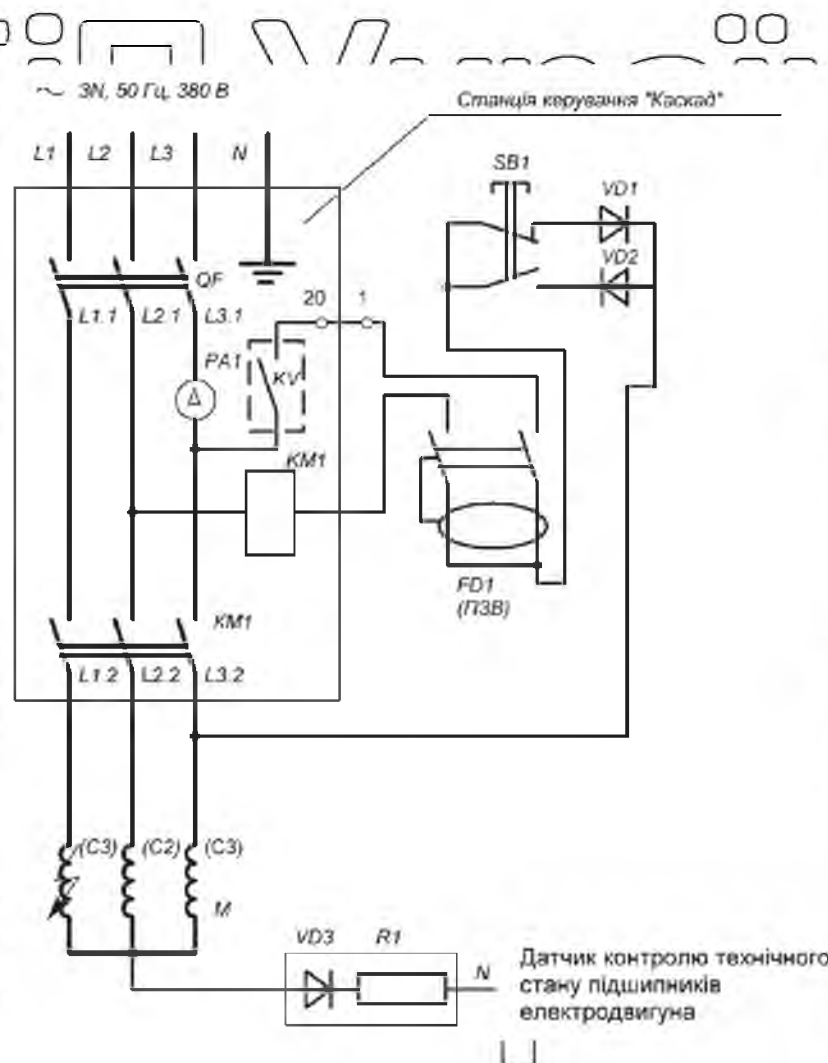 ~ 3N, 50 Гц, 380 В
Станція керування "Каскад"
L1 L2 L3 N
SB1
VD1
VD2
QF
20 1
L1.1 L2.1 L3.1
PA1
KV
KM1
KM1
FD1
(ПЗВ)
L1.2 L2.2 L3.2
(C3) (C2) (C3)
M
VD3 R1
N
Датчик контролю технічного
стану підшипників
електродвигуна